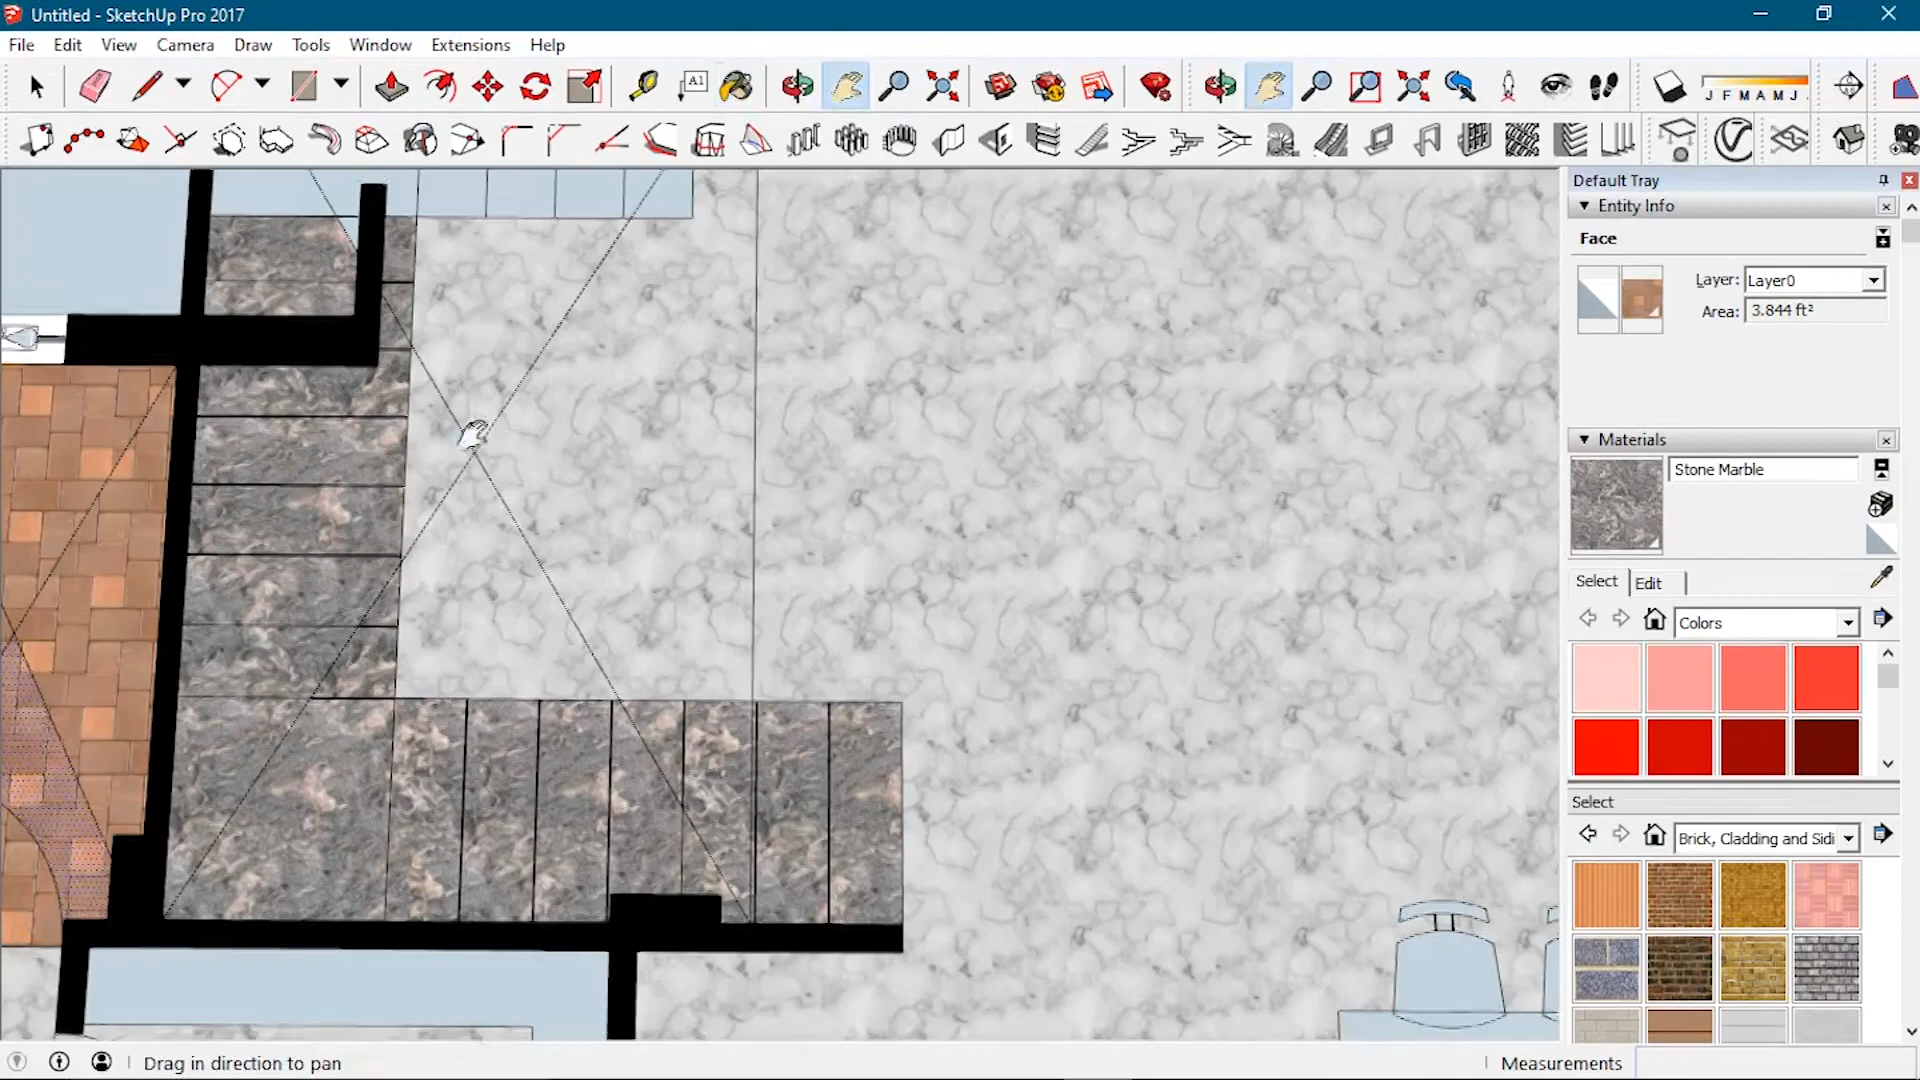 Untitled - SketchUp Pro 2017
File Edit View Camera Draw Tools Window Extensions Help
A1
J F M A M J
Default Tray
Entity Info
Face
Layer: Layer0
Area: 3.844 ft²
Materials
Stone Marble
Select Edit
Colors
Select
Brick, Cladding and Sidi
Drag in direction to pan
Measurements